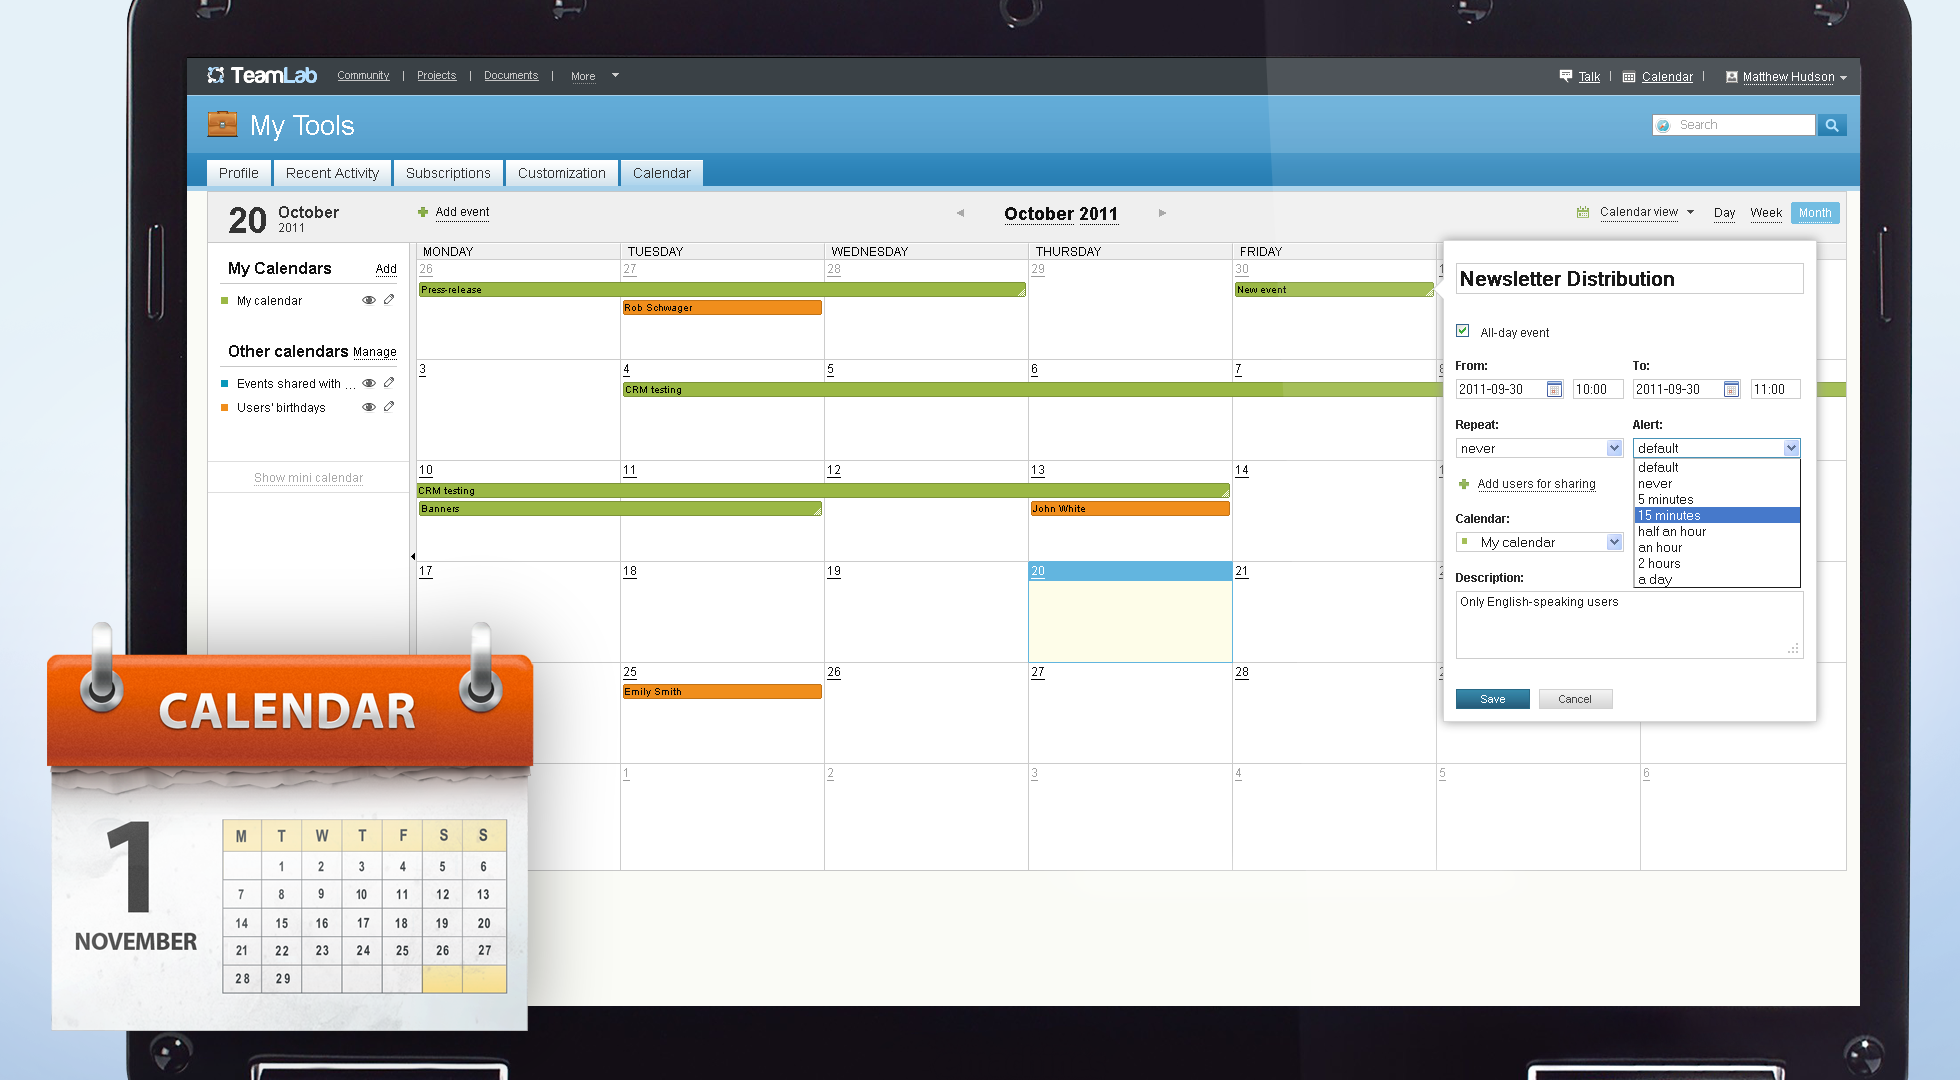 TeamLab Community | Projects | Documents | More Talk | Calendar | Matthew Hudson
My Tools Search
Profile Recent Activity Subscriptions Customization Calendar
20 October 2011
Add event October 2011 Calendar view Day Week Month
My Calendars Add
My calendar
Other calendars Manage
Events shared with ...
Users' birthdays
Show mini calendar
MONDAY TUESDAY WEDNESDAY THURSDAY FRIDAY
26 27 28 29 30
Press-release New event
Rob Schwager
3 4 5 6 7
CRM testing
10 11 12 13 14
CRM testing
Banners John White
17 18 19 20 21
25 26 27 28
Emily Smith
1 2 3 4 5 6
Newsletter Distribution
All-day event
From: To:
2011-09-30 10:00 2011-09-30 11:00
Repeat: Alert:
never default
default
never
5 minutes
15 minutes
half an hour
an hour
2 hours
a day
Add users for sharing
Calendar:
My calendar
Description:
Only English-speaking users
Save Cancel
CALENDAR
1
NOVEMBER
M T W T F S S
1 2 3 4 5 6
7 8 9 10 11 12 13
14 15 16 17 18 19 20
21 22 23 24 25 26 27
28 29